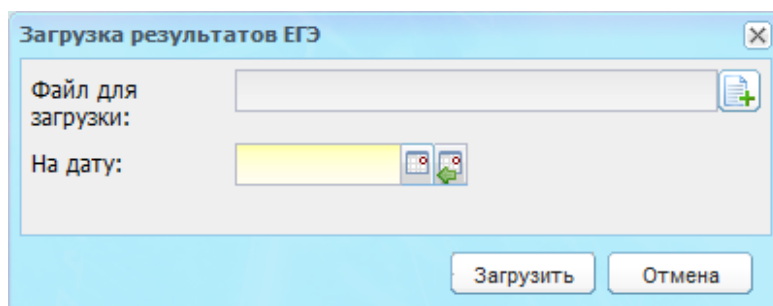 Загрузка результатов ЕГЭ
Файл для
загрузки:
На дату:
Загрузить
Отмена